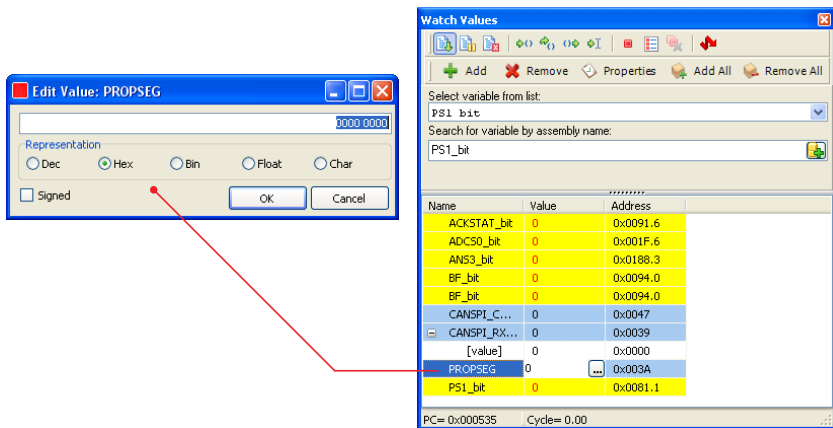 Edit Value: PROPSEG
0000 0000
Representation
Dec Hex Bin Float Char
Signed
OK Cancel
Watch Values
Add Remove Properties Add All Remove All
Select variable from list:
PS1_bit
Search for variable by assembly name:
PS1_bit
Name Value Address
ACKSTAT_bit 0 0x0091.6
ADCS0_bit 0 0x001F.6
ANS3_bit 0 0x0188.3
BF_bit 0 0x0094.0
BF_bit 0 0x0094.0
CANSPI_C... 0 0x0047
CANSPI_RX... 0 0x0039
[value] 0 0x0000
PROPSEG 0 ... 0x003A
PS1_bit 0 0x0081.1
PC= 0x000535 Cycle= 0.00